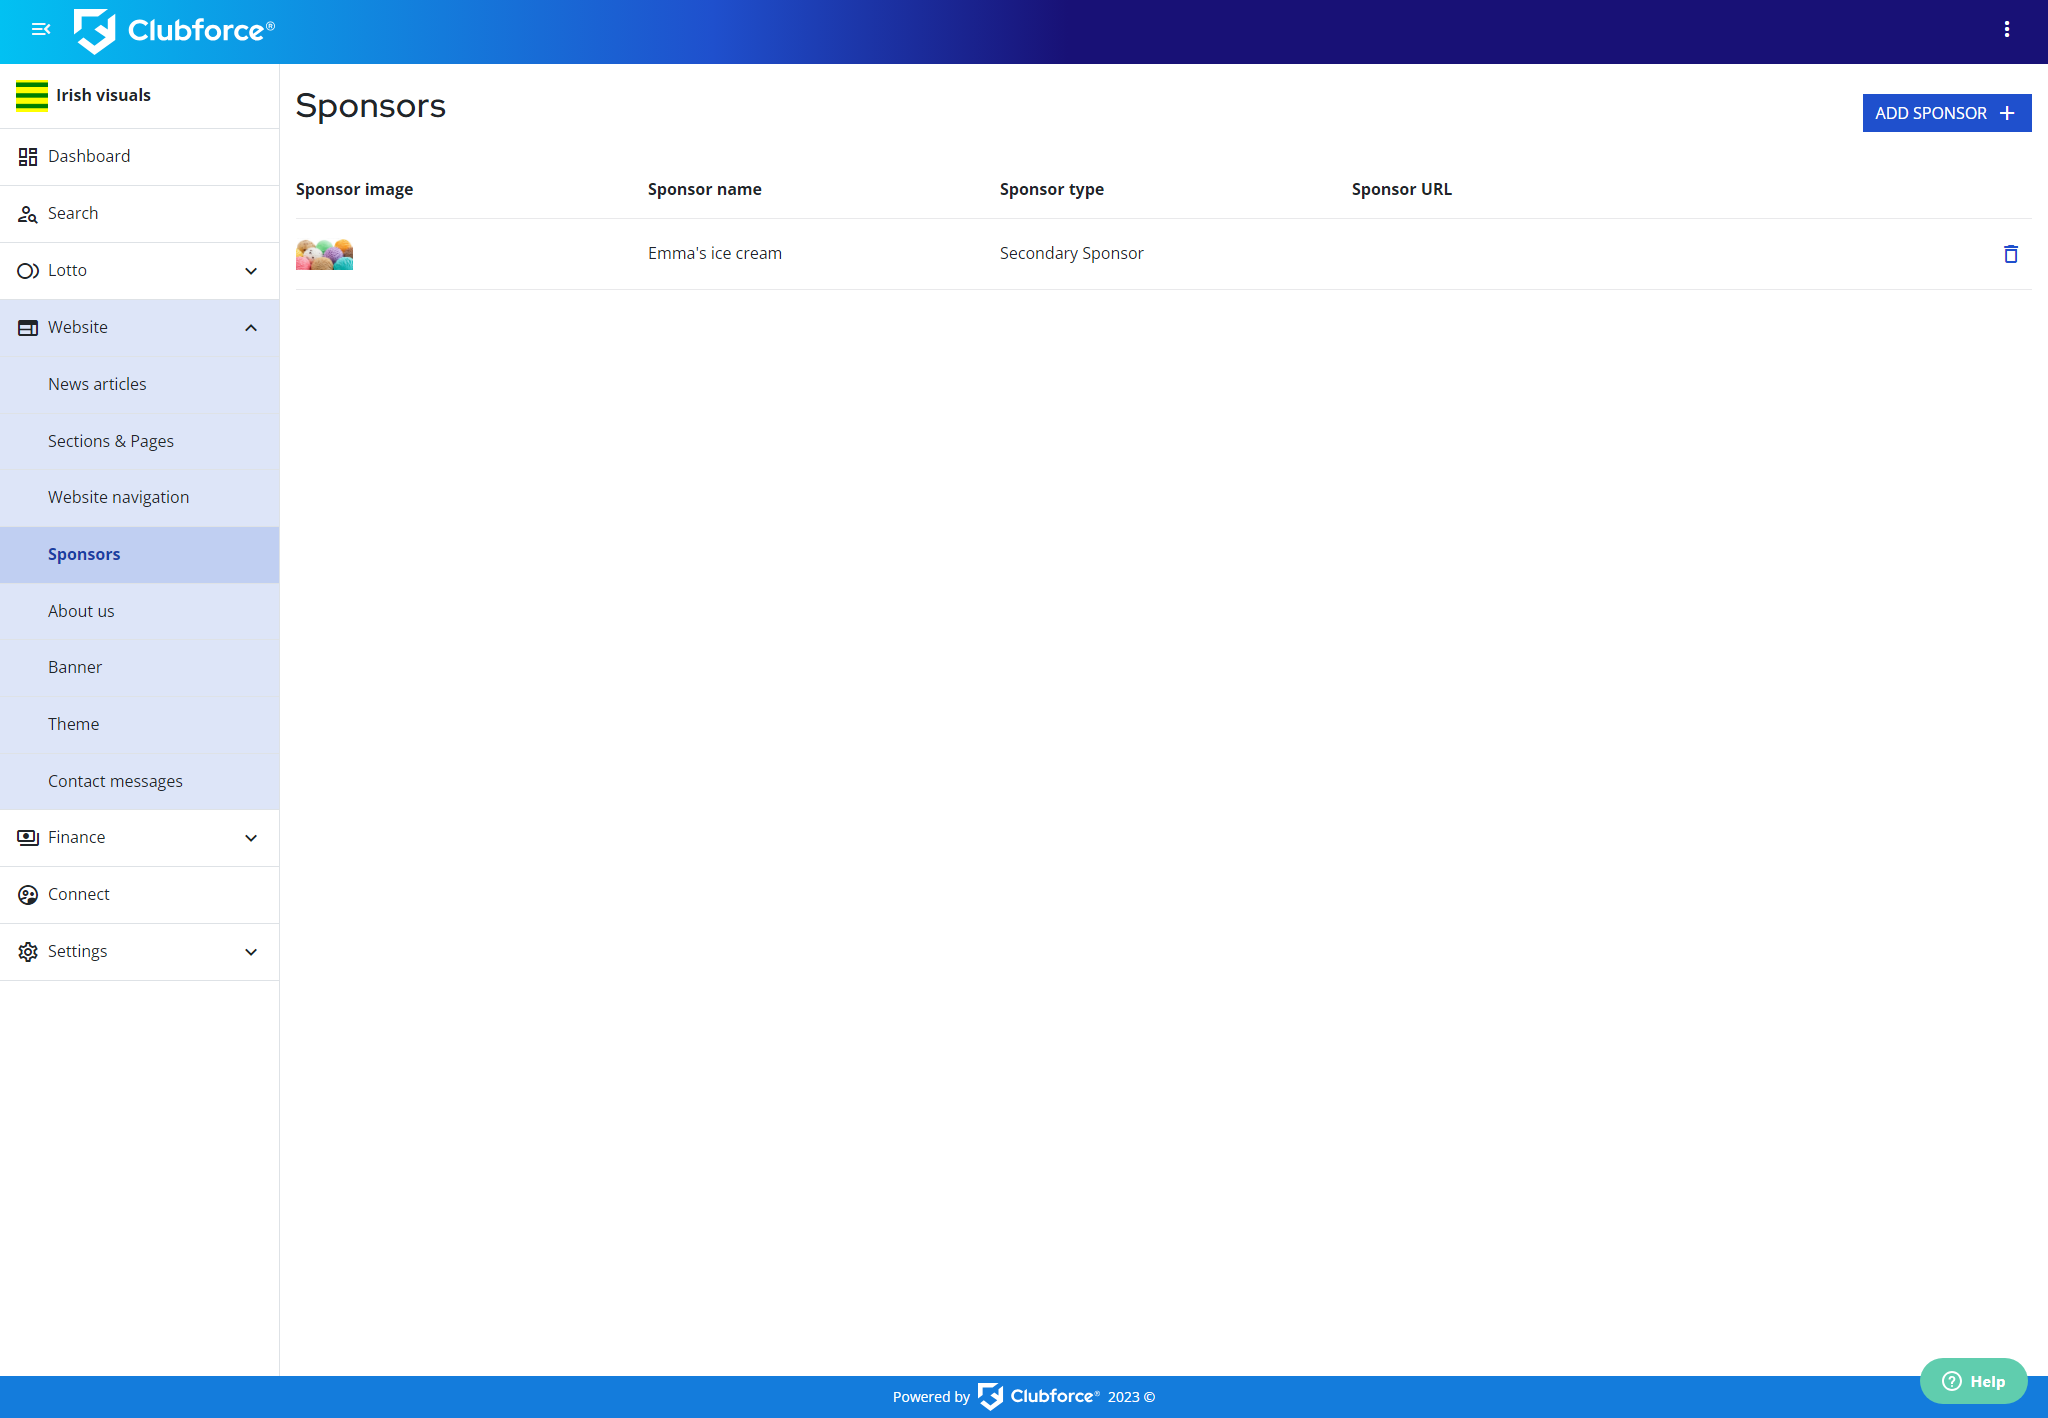 Clubforce®
Irish visuals
Dashboard
Search
Lotto
Website
News articles
Sections & Pages
Website navigation
Sponsors
About us
Banner
Theme
Contact messages
Finance
Connect
Settings
Sponsors
ADD SPONSOR +
Sponsor image Sponsor name Sponsor type Sponsor URL
Emma's ice cream Secondary Sponsor
Powered by Clubforce® 2023 ©
Help